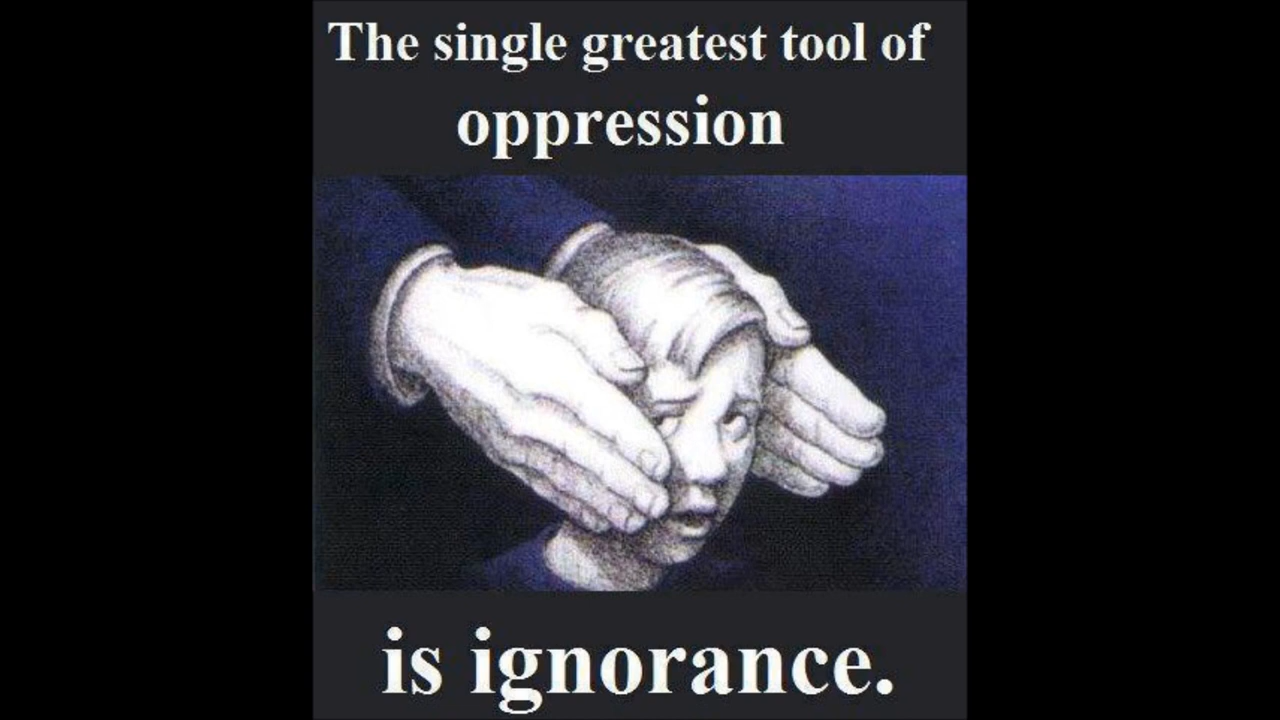 The single greatest tool of
oppression
is ignorance.